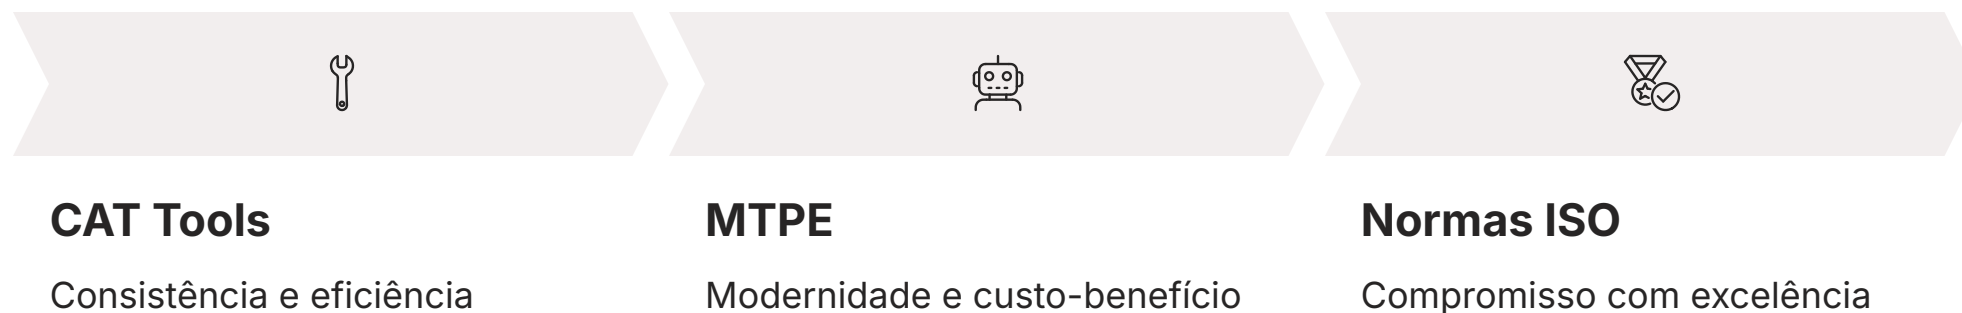 CAT Tools
Consistência e eficiência
MTPE
Modernidade e custo-benefício
Normas ISO
Compromisso com excelência